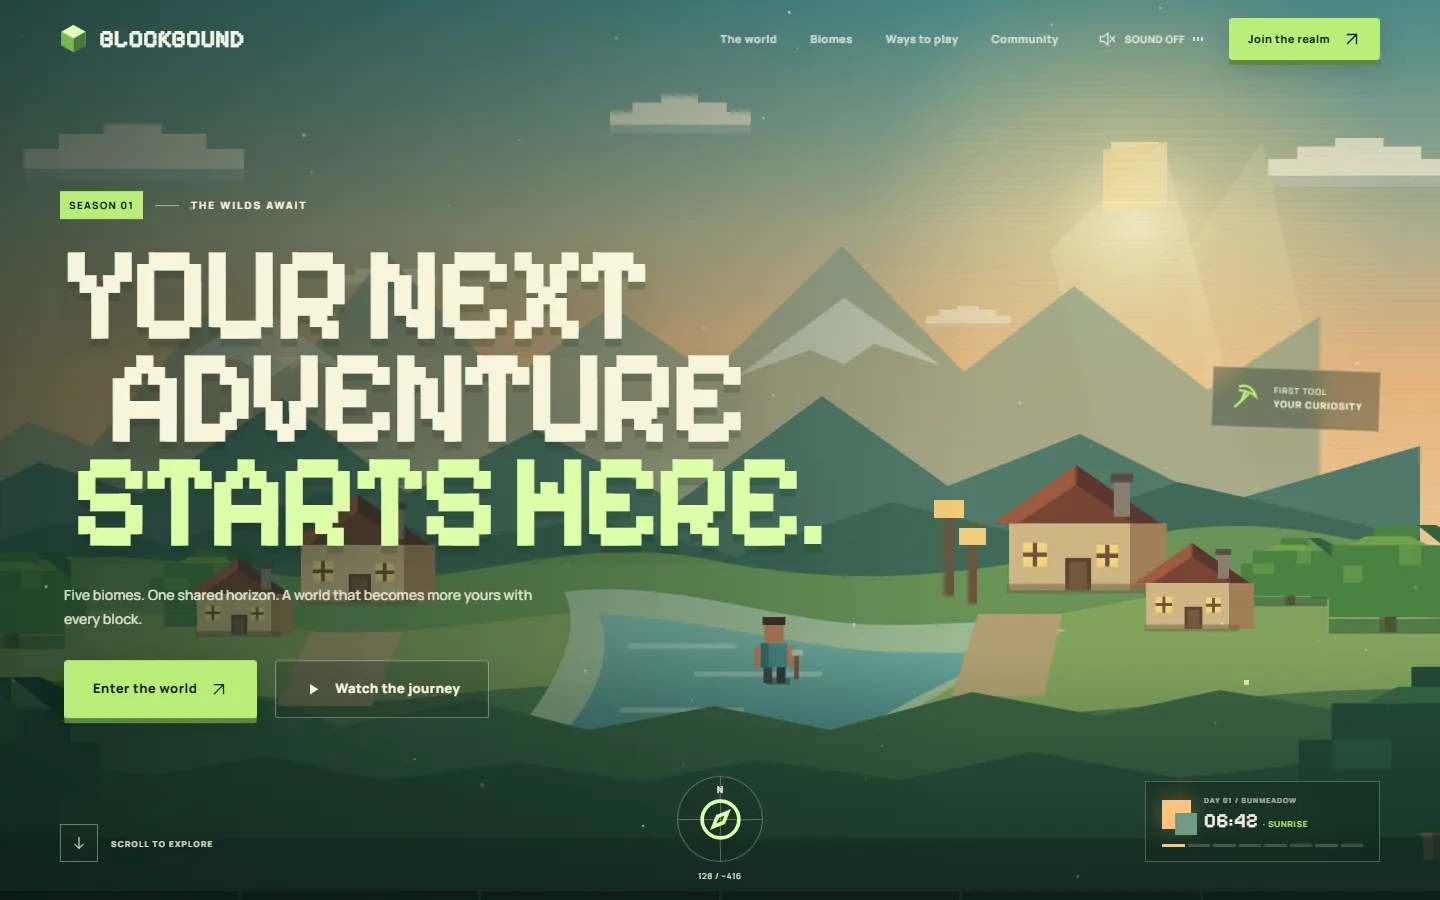 BLOCKBOUND
The world
Biomes
Ways to play
Community
SOUND OFF
Join the realm
SEASON 01
THE WILDS AWAIT
YOUR NEXT
ADVENTURE
STARTS HERE.
FIRST TOOL
YOUR CURIOSITY
Five biomes. One shared horizon. A world that becomes more yours with
every block.
Enter the world
Watch the journey
N
SCROLL TO EXPLORE
128 / -416
DAY 01 / SUNMEADOW
06:42 · SUNRISE